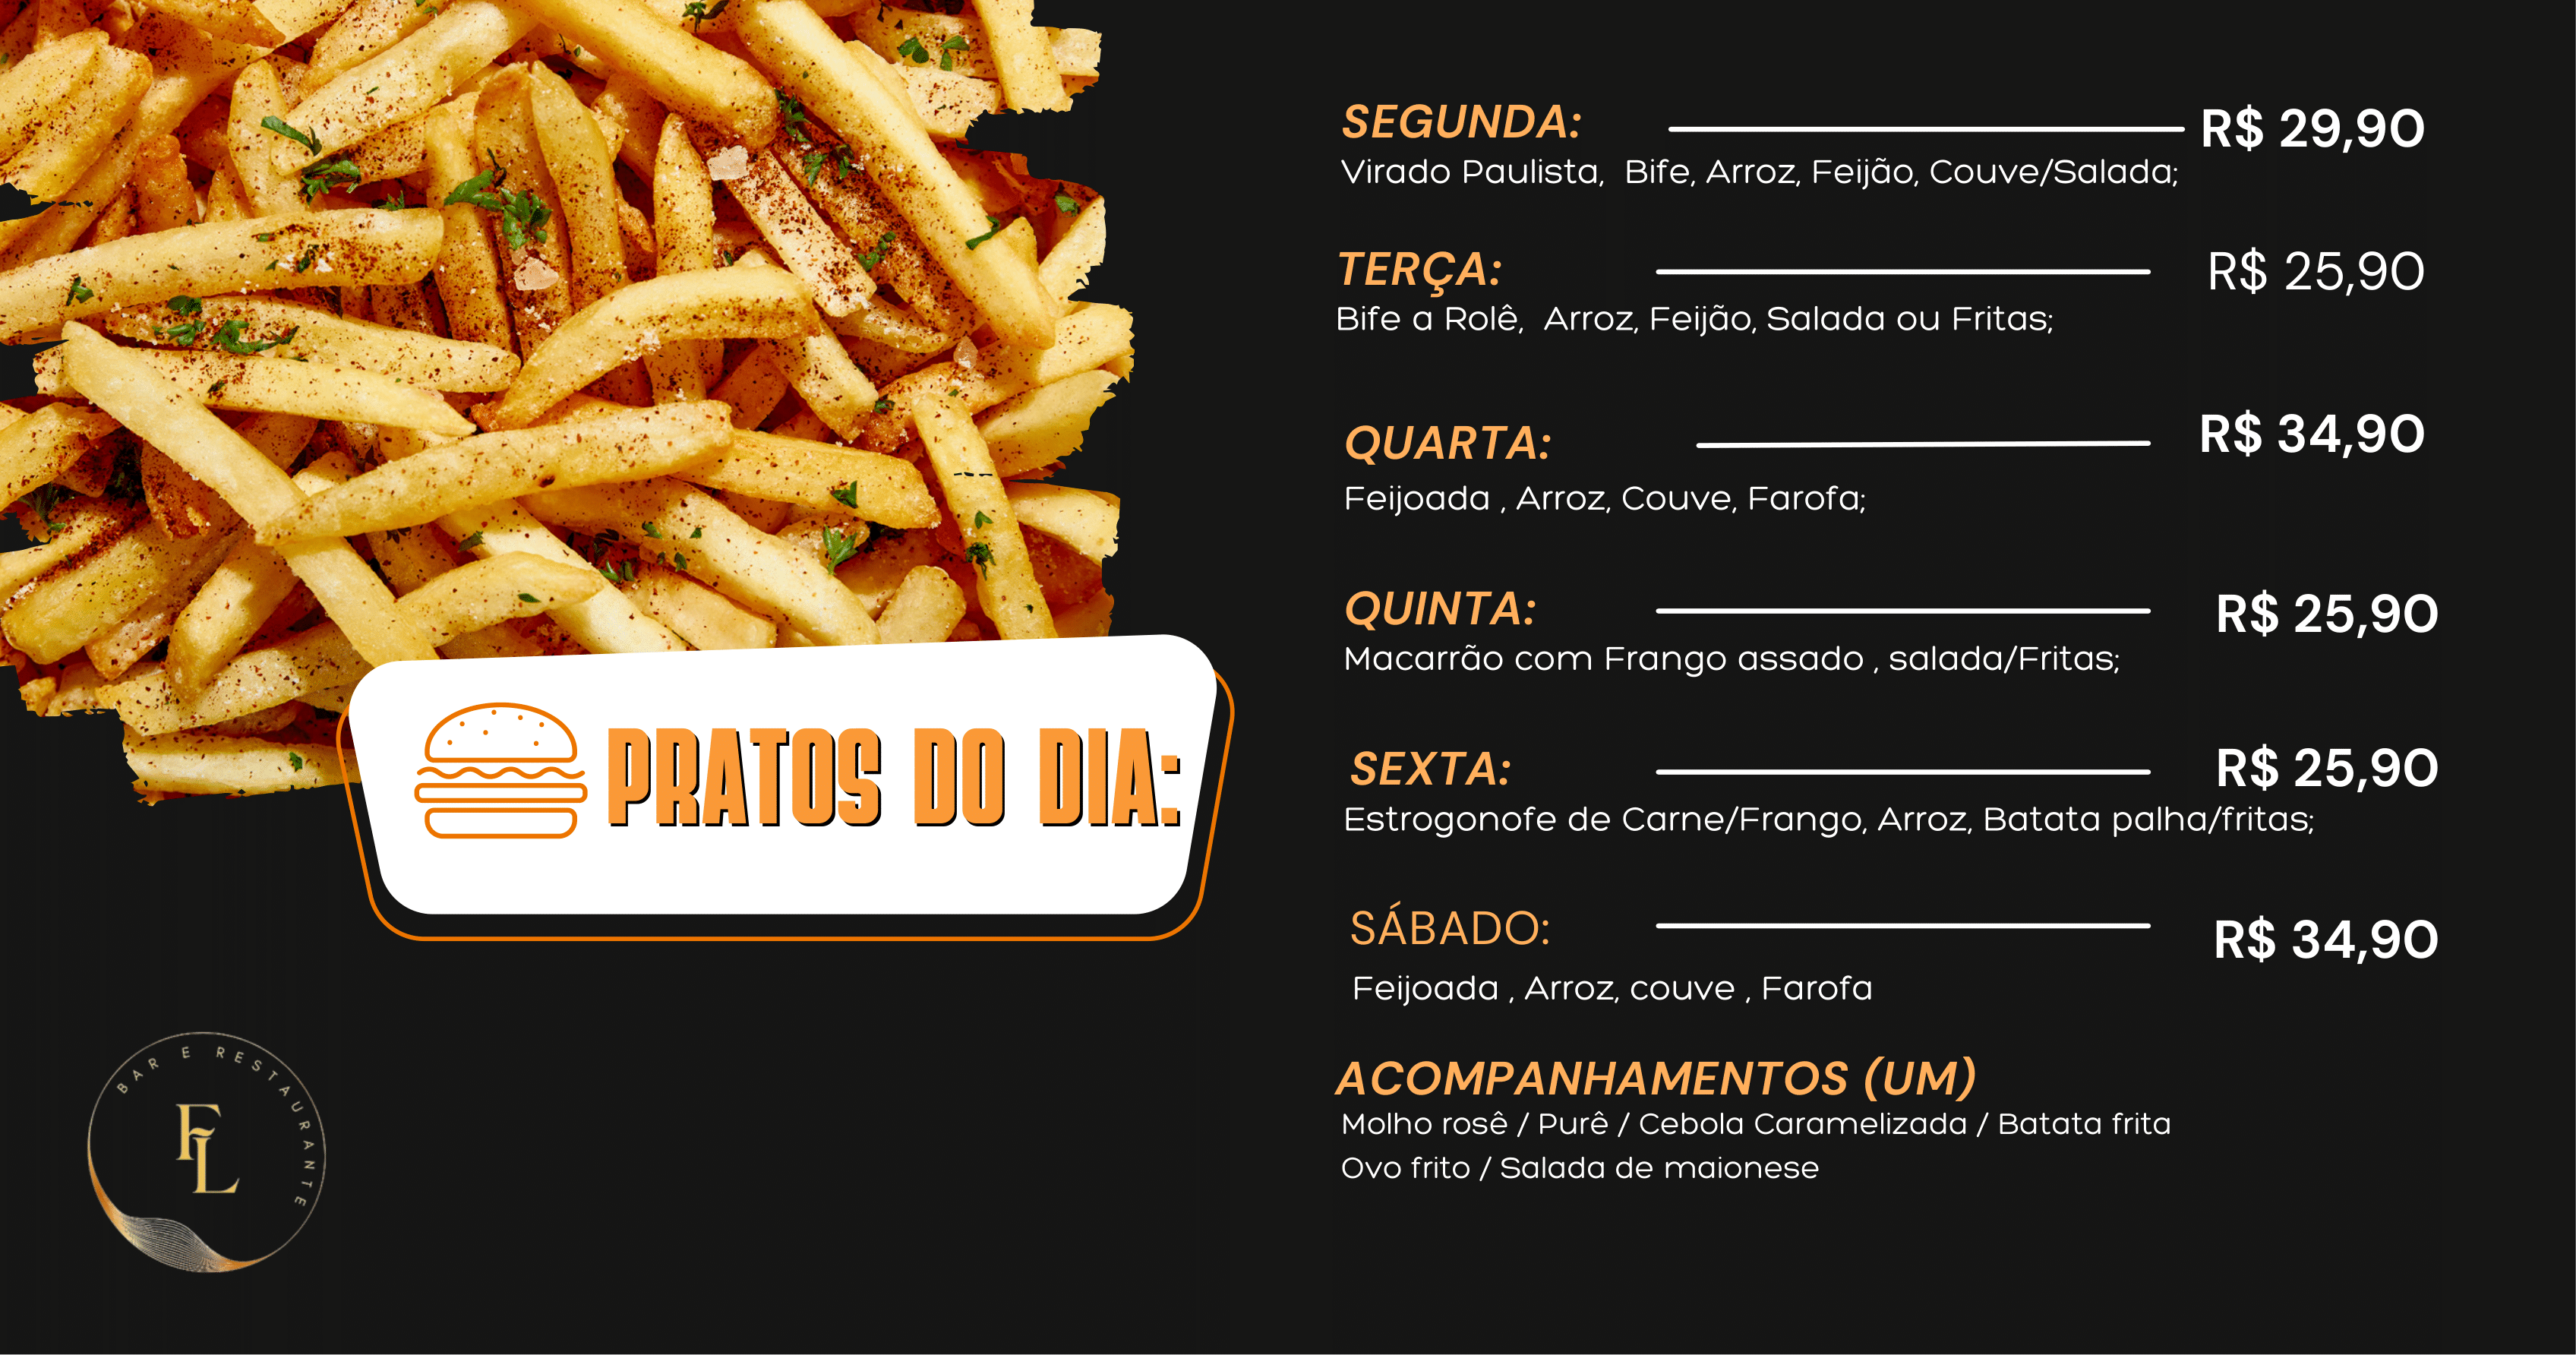 SEGUNDA: R$ 29,90
Virado Paulista, Bife, Arroz, Feijão, Couve/Salada;
TERÇA: R$ 25,90
Bife a Rolê, Arroz, Feijão, Salada ou Fritas;
QUARTA: R$ 34,90
Feijoada , Arroz, Couve, Farofa;
QUINTA: R$ 25,90
Macarrão com Frango assado , salada/Fritas;
SEXTA: R$ 25,90
Estrogonofe de Carne/Frango, Arroz, Batata palha/fritas;
SÁBADO: R$ 34,90
Feijoada , Arroz, couve , Farofa
ACOMPANHAMENTOS (UM)
Molho rosê / Purê / Cebola Caramelizada / Batata frita
Ovo frito / Salada de maionese
PRATOS DO DIA:
BAR E RESTAURANTE
FL